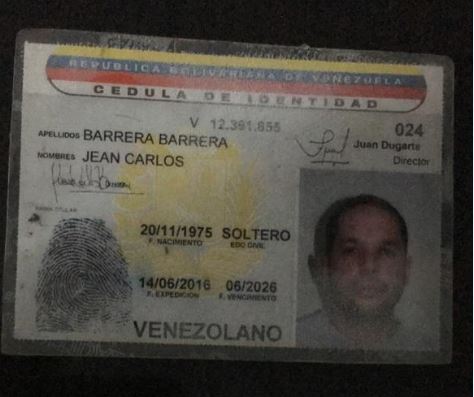 REPUBLICA BOLIVARIANA DE VENEZUELA
CEDULA DE IDENTIDAD
V 12.391.855
024
APELLIDOS BARRERA BARRERA
Juan Dugarte
Director
NOMBRES JEAN CARLOS
FIRMA TITULAR
20/11/1975 SOLTERO
F. NACIMIENTO EDO CIVIL
14/06/2016 06/2026
F. EXPEDICION F. VENCIMIENTO
VENEZOLANO